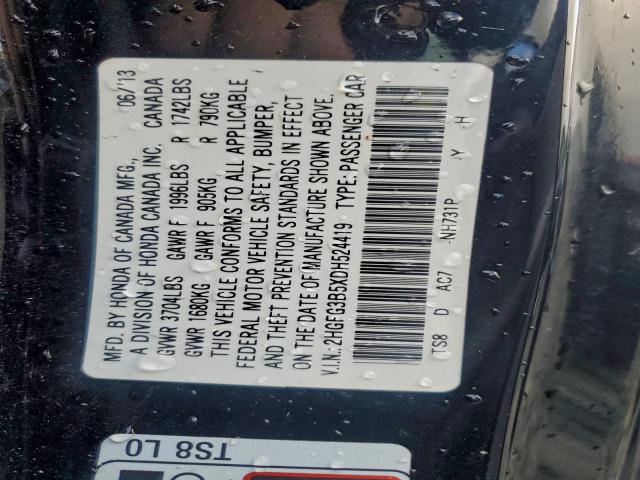 MFD. BY HONDA OF CANADA MFG., 06/13
A DIVISION OF HONDA CANADA INC. CANADA
GVWR 3704LBS GAWR F 1996LBS R 1742LBS
GVWR 1680KG GAWR F 905KG R 790KG
THIS VEHICLE CONFORMS TO ALL APPLICABLE
FEDERAL MOTOR VEHICLE SAFETY, BUMPER,
AND THEFT PREVENTION STANDARDS IN EFFECT
ON THE DATE OF MANUFACTURE SHOWN ABOVE.
V.I.N.: 2HGFG3B5XDH524419 TYPE: PASSENGER CAR
TS8 D AC7 -NH731P -Y -H
TS8 L0